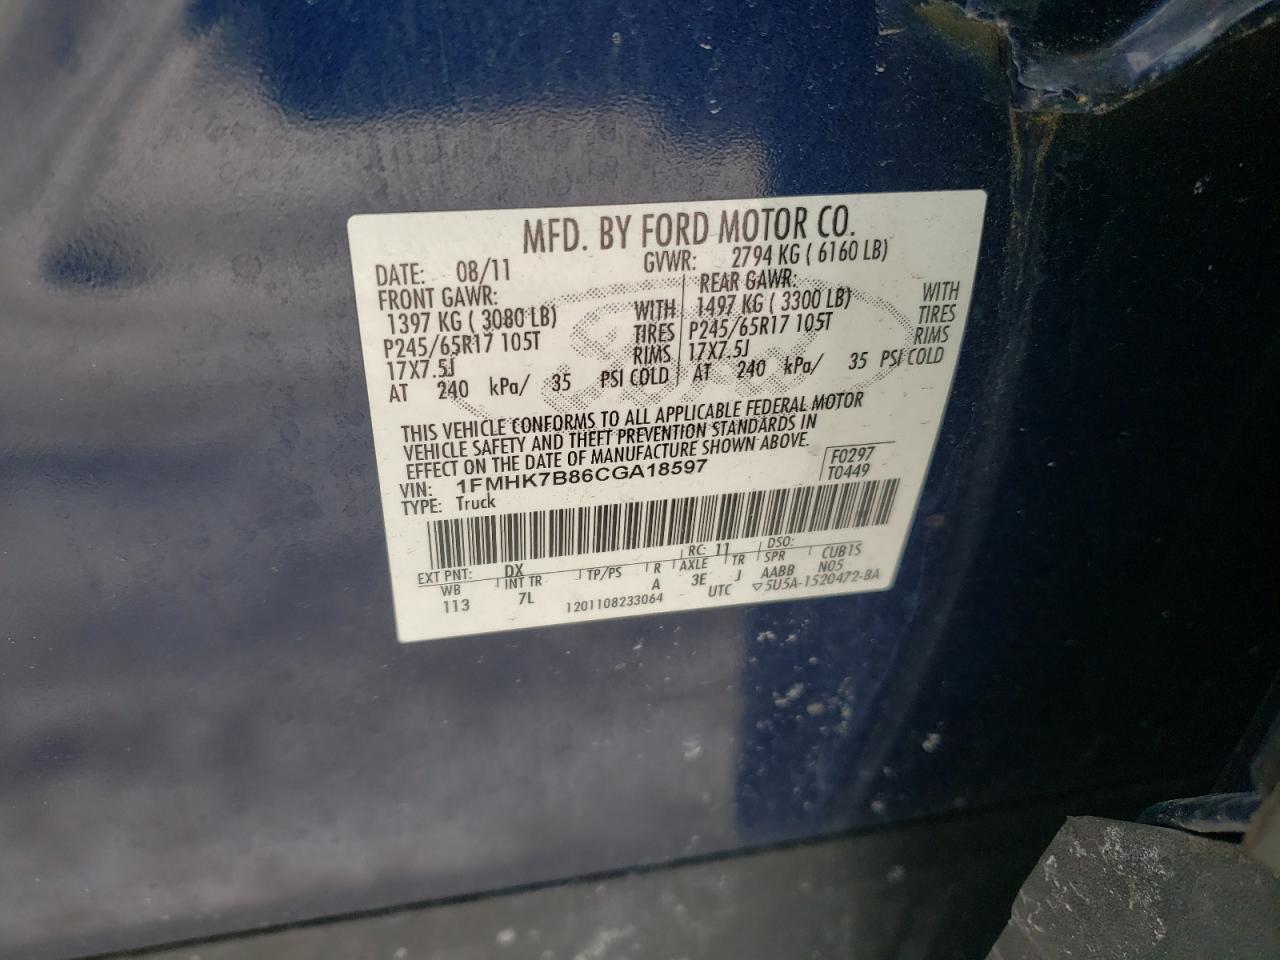 MFD. BY FORD MOTOR CO.
DATE: 08/11 GVWR: 2794 KG ( 6160 LB)
FRONT GAWR: REAR GAWR:
1397 KG ( 3080 LB) WITH 1497 KG ( 3300 LB) WITH
P245/65R17 105T TIRES P245/65R17 105T TIRES
17X7.5J RIMS 17X7.5J RIMS
AT 240 kPa/ 35 PSI COLD AT 240 kPa/ 35 PSI COLD
THIS VEHICLE CONFORMS TO ALL APPLICABLE FEDERAL MOTOR
VEHICLE SAFETY AND THEFT PREVENTION STANDARDS IN
EFFECT ON THE DATE OF MANUFACTURE SHOWN ABOVE.
VIN: 1FMHK7B86CGA18597 F0297
TYPE: Truck T0449
EXT PNT: DX RC: 11 DSO:
WB INT TR TP/PS R AXLE TR SPR CUB1S
113 7L A 3E J AABB N05
1201108233064 UTC ▽5U5A-1520472-BA